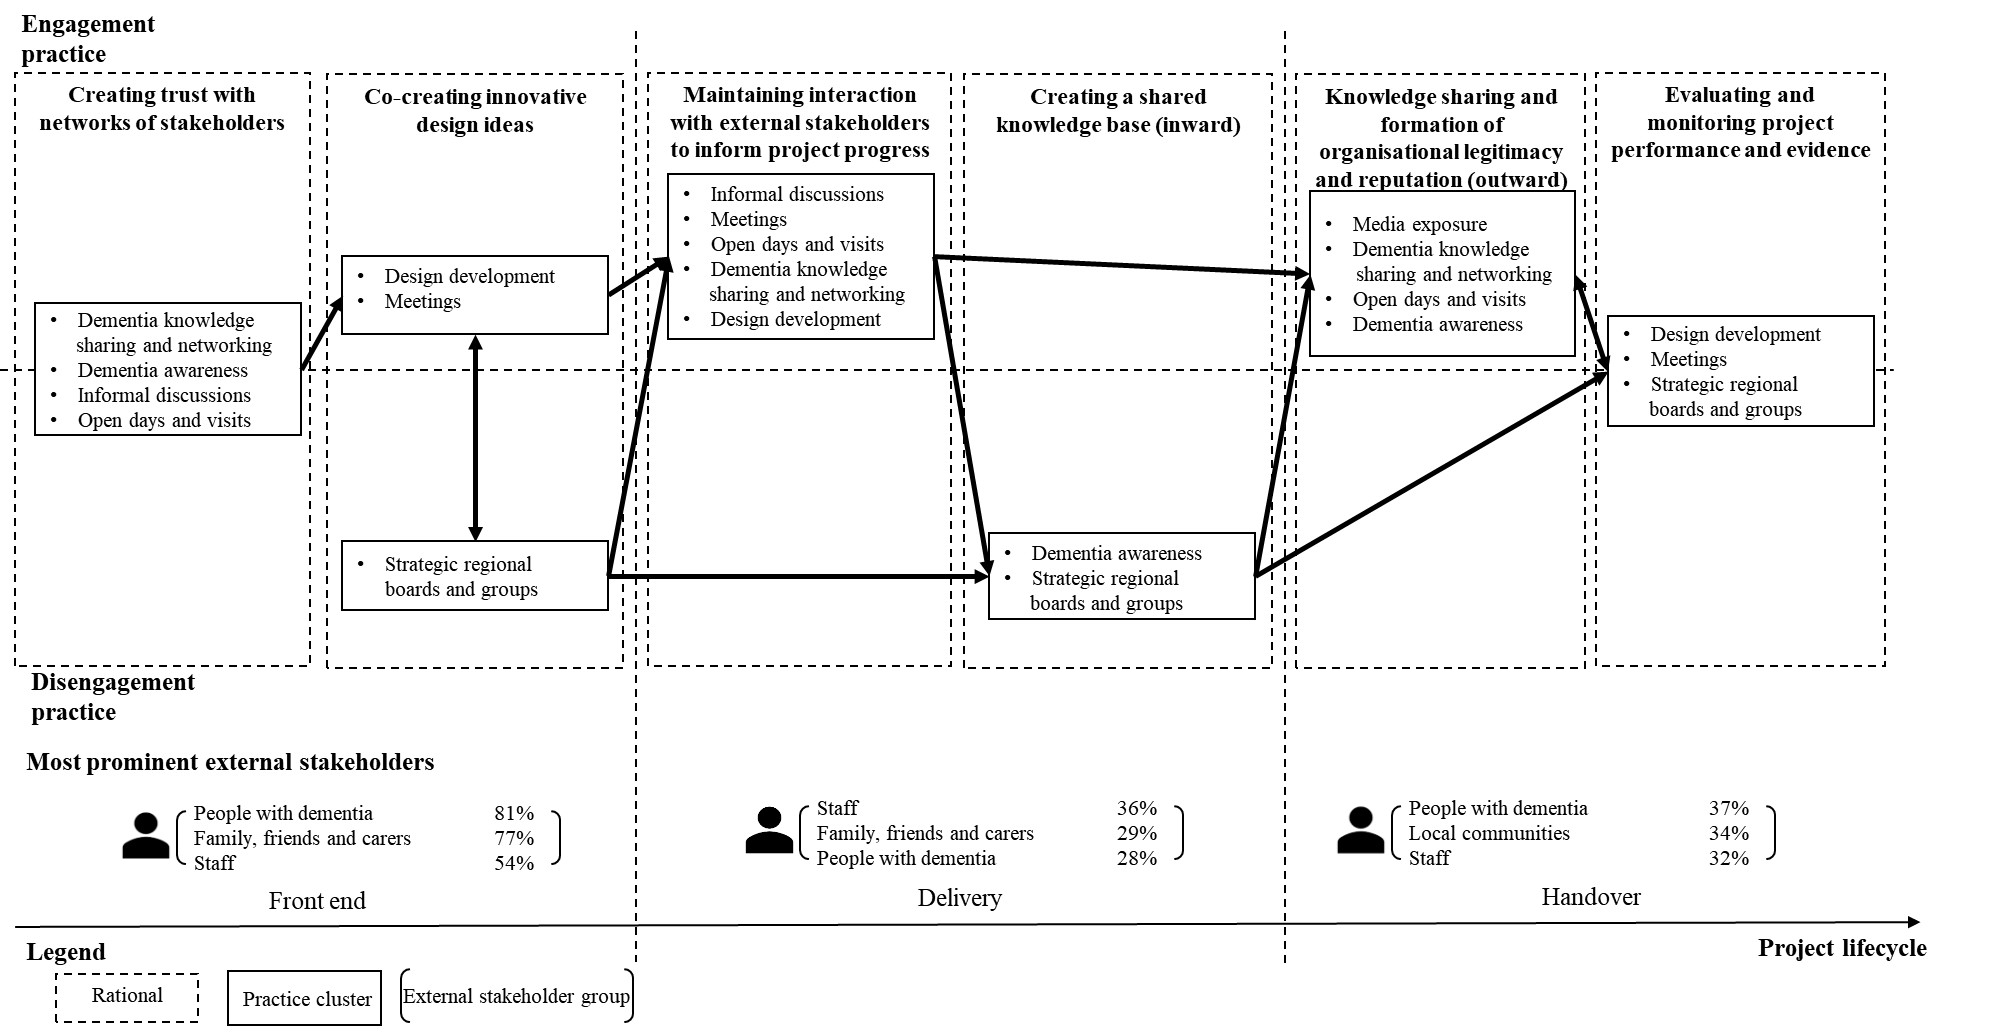 Engagement
practice
Creating trust with
networks of stakeholders
• Dementia knowledge
sharing and networking
• Dementia awareness
• Informal discussions
• Open days and visits
Co-creating innovative
design ideas
• Design development
• Meetings
• Strategic regional
boards and groups
Maintaining interaction
with external stakeholders
to inform project progress
• Informal discussions
• Meetings
• Open days and visits
• Dementia knowledge
sharing and networking
• Design development
Creating a shared
knowledge base (inward)
• Dementia awareness
• Strategic regional
boards and groups
Knowledge sharing and
formation of
organisational legitimacy
and reputation (outward)
• Media exposure
• Dementia knowledge
sharing and networking
• Open days and visits
• Dementia awareness
Evaluating and
monitoring project
performance and evidence
• Design development
• Meetings
• Strategic regional
boards and groups
Disengagement
practice
Most prominent external stakeholders
People with dementia 81%
Family, friends and carers 77%
Staff 54%
Front end
Staff 36%
Family, friends and carers 29%
People with dementia 28%
Delivery
People with dementia 37%
Local communities 34%
Staff 32%
Handover
Project lifecycle
Legend
Rational
Practice cluster
External stakeholder group